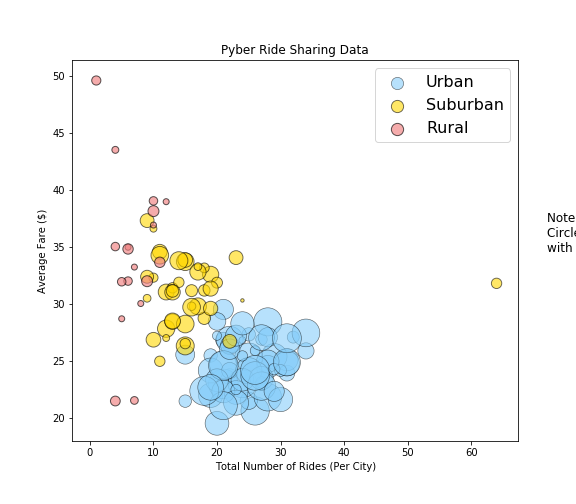 Pyber Ride Sharing Data
Urban
Suburban
Rural
50
45
40
35
30
25
20
Average Fare ($)
0
10
20
30
40
50
60
Total Number of Rides (Per City)
Note
Circle
with